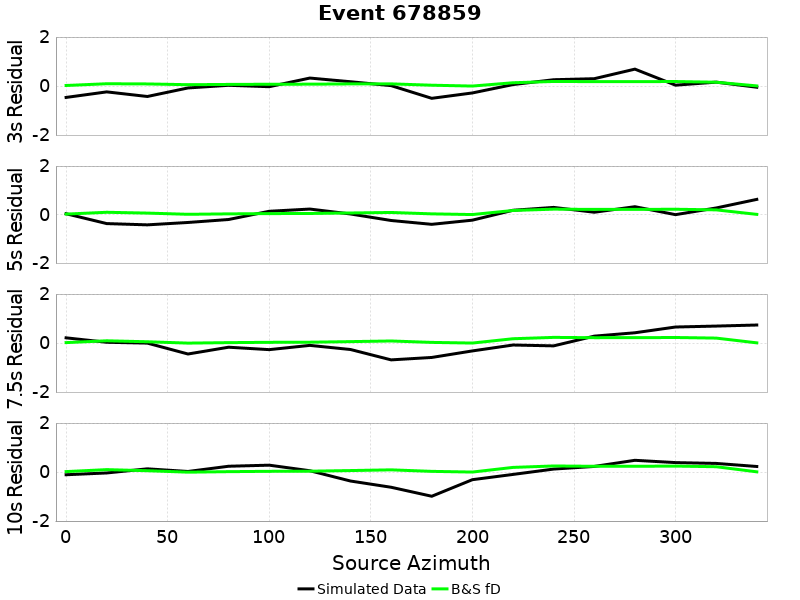 Event 678859
3s Residual
2
0
-2
5s Residual
2
0
-2
7.5s Residual
2
0
-2
10s Residual
2
0
-2
0 50 100 150 200 250 300
Source Azimuth
Simulated Data B&S fD